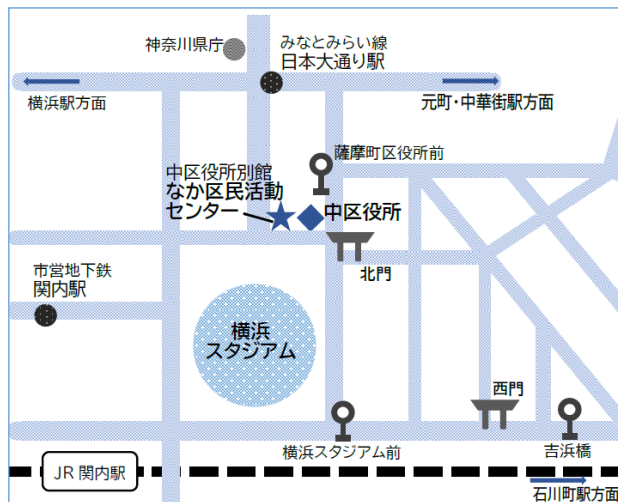 神奈川県庁
みなとみらい線
日本大通り駅
横浜駅方面
元町・中華街駅方面
薩摩町区役所前
中区役所別館
なか区民活動
センター
中区役所
北門
市営地下鉄
関内駅
横浜
スタジアム
西門
横浜スタジアム前
吉浜橋
JR 関内駅
石川町駅方面